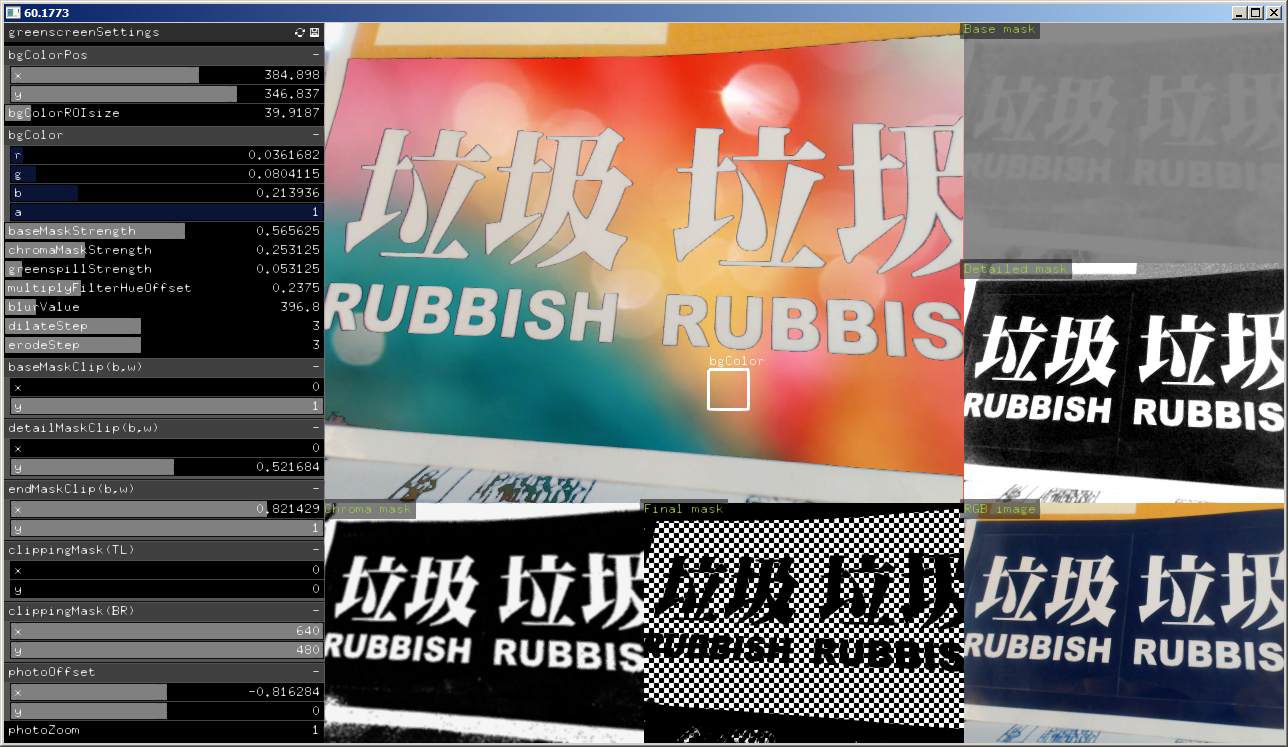 60.1773
greenscreenSettings
bgColorPos -
x 384.898
y 346.837
bgColorROIsize 39.9187
bgColor -
r 0.0361682
g 0.0804115
b 0.213936
a 1
baseMaskStrength 0.565625
chromaMaskStrength 0.253125
greenspillStrength 0.053125
multiplyFilterHueOffset 0.2375
blurValue 396.8
dilateStep 3
erodeStep 3
baseMaskClip(b,w) -
x 0
y 1
detailMaskClip(b,w) -
x 0
y 0.521684
endMaskClip(b,w) -
x 0.821429
y 1
clippingMask(TL) -
x 0
y 0
clippingMask(BR) -
x 640
y 480
photoOffset -
x -0.816284
y 0
photoZoom 1
垃圾 垃圾
RUBBISH RUBBIS
bgColor
Base mask
垃圾 垃圾
RUBBISH RUBBIS
Detailed mask
垃圾 垃圾
RUBBISH RUBBIS
Chroma mask
垃圾 垃圾
RUBBISH RUBBIS
Final mask
垃圾 垃圾
RUBBISH RUBBIS
RGB image
垃圾 垃圾
RUBBISH RUBBIS